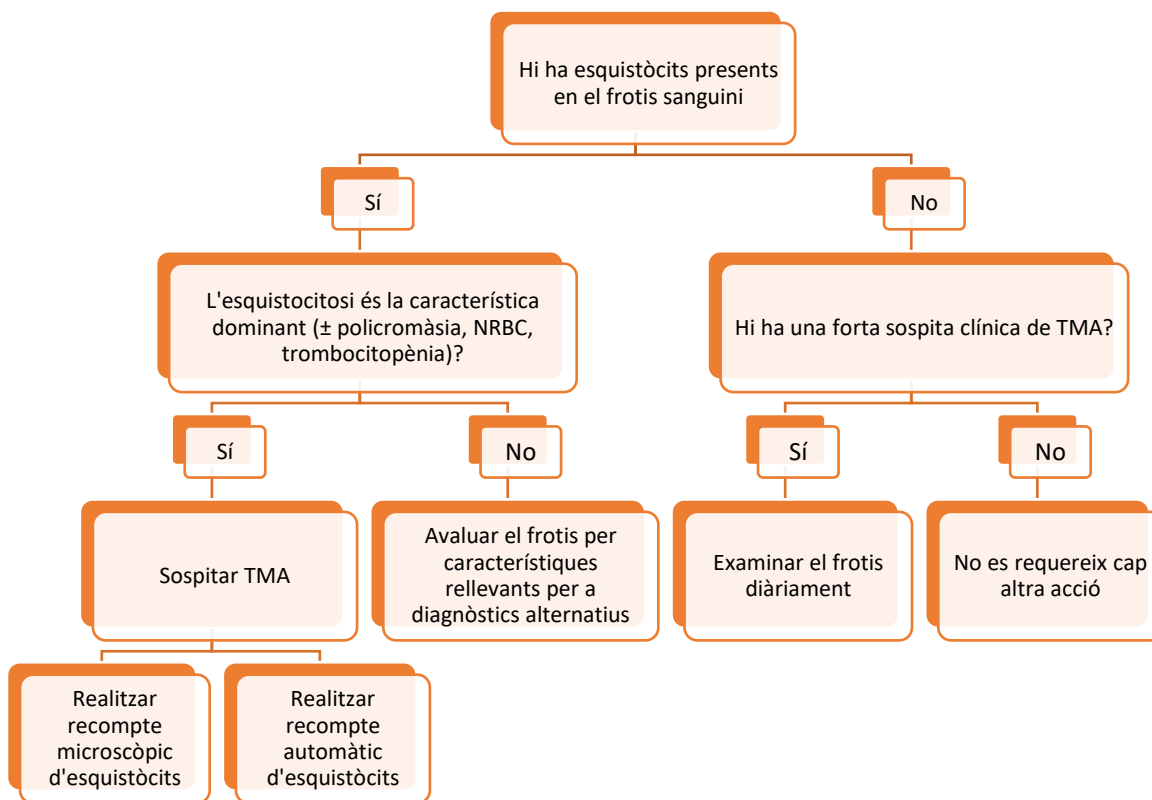 Hi ha esquistòcits presents
en el frotis sanguini
Sí
No
L'esquistocitosi és la característica
dominant (± policromàsia, NRBC,
trombocitopènia)?
Hi ha una forta sospita clínica de TMA?
Sí
No
Sí
No
Sospitar TMA
Avaluar el frotis per
característiques
rellevants per a
diagnòstics alternatius
Examinar el frotis
diàriament
No es requereix cap
altra acció
Realitzar
recompte
microscòpic
d'esquistòcits
Realitzar
recompte
automàtic
d'esquistòcits